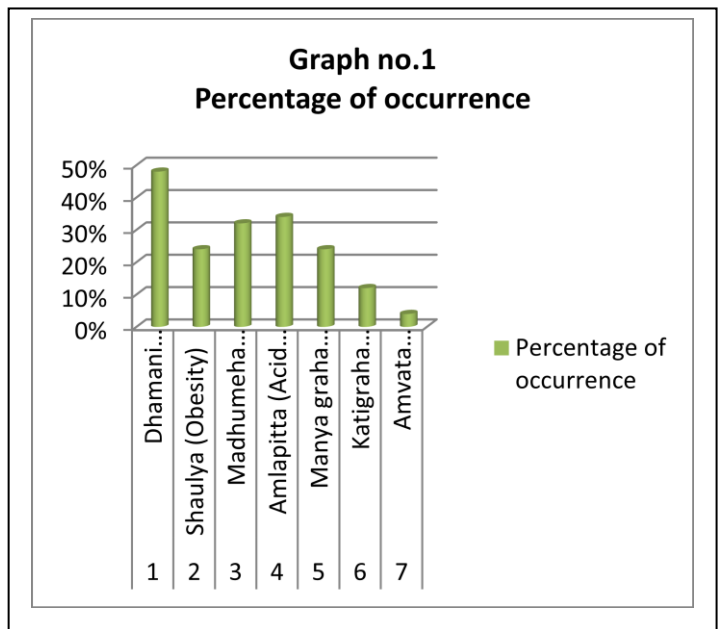 Graph no.1
Percentage of occurrence
50%
40%
30%
20%
10%
0%
Dhamani...
Shaulya (Obesity)
Madhumeha...
Amlapitta (Acid...
Manya graha...
Katigraha...
Amvata...
1 2 3 4 5 6 7
Percentage of
occurrence